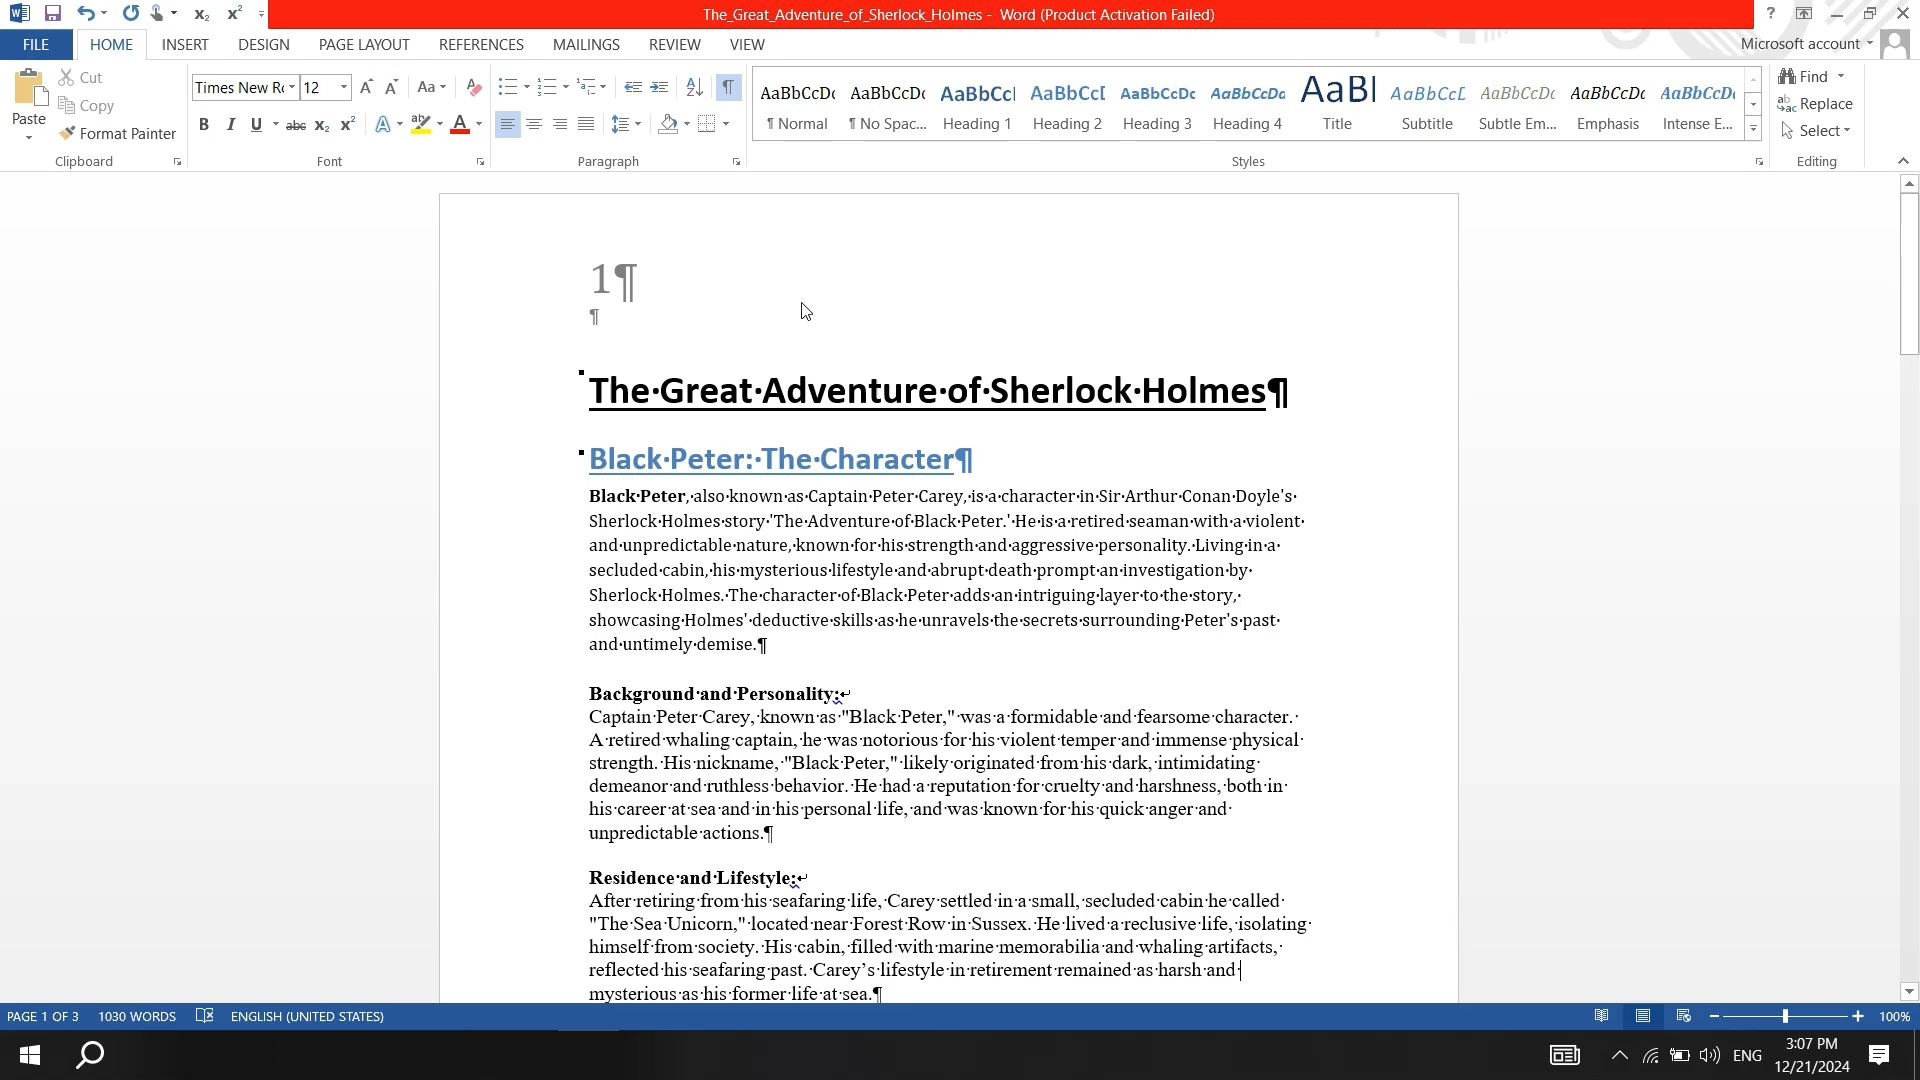 The_Great_Adventure_of_Sherlock_Holmes - Word (Product Activation Failed)
FILE HOME INSERT DESIGN PAGE LAYOUT REFERENCES MAILINGS REVIEW VIEW Microsoft account
Paste
Cut
Copy
Format Painter
Clipboard
Times New Ro 12
Font
Paragraph
AaBbCcDc AaBbCcDc AaBbCcI AaBbCcI AaBbCcDc AaBbCcDc AaBl AaBbCcL AaBbCcDc AaBbCcDc AaBbCcDc
¶ Normal ¶ No Spac... Heading 1 Heading 2 Heading 3 Heading 4 Title Subtitle Subtle Em... Emphasis Intense E...
Styles
Find
Replace
Select
Editing
1¶
¶
The·Great·Adventure·of·Sherlock·Holmes¶
Black·Peter:·The·Character¶
Black·Peter,·also·known·as·Captain·Peter·Carey,·is·a·character·in·Sir·Arthur·Conan·Doyle's·
Sherlock·Holmes·story·'The·Adventure·of·Black·Peter.'·He·is·a·retired·seaman·with·a·violent·
and·unpredictable·nature,·known·for·his·strength·and·aggressive·personality.·Living·in·a·
secluded·cabin,·his·mysterious·lifestyle·and·abrupt·death·prompt·an·investigation·by·
Sherlock·Holmes.·The·character·of·Black·Peter·adds·an·intriguing·layer·to·the·story,·
showcasing·Holmes'·deductive·skills·as·he·unravels·the·secrets·surrounding·Peter's·past·
and·untimely·demise.¶
Background·and·Personality:↵
Captain·Peter·Carey,·known·as·"Black·Peter,"·was·a·formidable·and·fearsome·character.·
A·retired·whaling·captain,·he·was·notorious·for·his·violent·temper·and·immense·physical·
strength.·His·nickname,·"Black·Peter,"·likely·originated·from·his·dark,·intimidating·
demeanor·and·ruthless·behavior.·He·had·a·reputation·for·cruelty·and·harshness,·both·in·
his·career·at·sea·and·in·his·personal·life,·and·was·known·for·his·quick·anger·and·
unpredictable·actions.¶
Residence·and·Lifestyle:↵
After·retiring·from·his·seafaring·life,·Carey·settled·in·a·small,·secluded·cabin·he·called·
"The·Sea·Unicorn,"·located·near·Forest·Row·in·Sussex.·He·lived·a·reclusive·life,·isolating·
himself·from·society.·His·cabin,·filled·with·marine·memorabilia·and·whaling·artifacts,·
reflected·his·seafaring·past.·Carey’s·lifestyle·in·retirement·remained·as·harsh·and·
mysterious·as·his·former·life·at·sea.¶
PAGE 1 OF 3 1030 WORDS ENGLISH (UNITED STATES) 100%
ENG
3:07 PM
12/21/2024